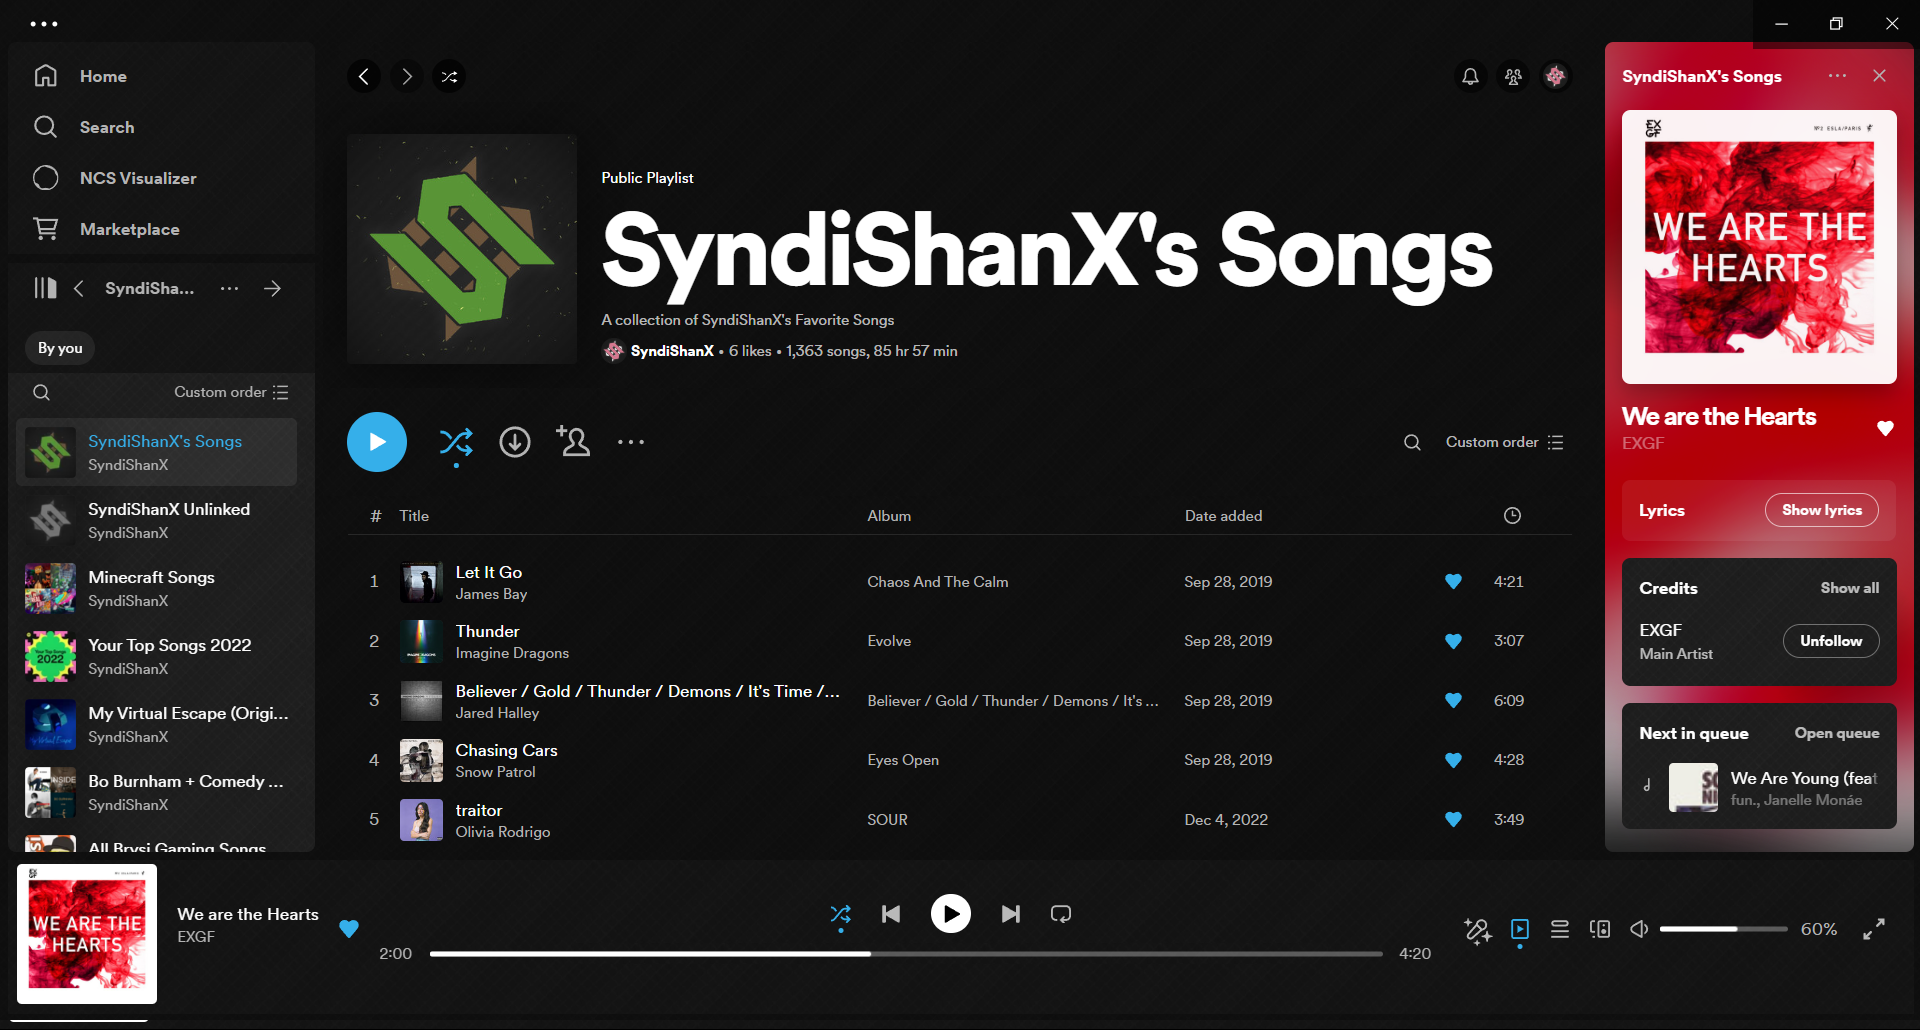 Home
Search
NCS Visualizer
Marketplace
SyndiSha...
By you
Custom order
SyndiShanX's Songs
SyndiShanX
SyndiShanX Unlinked
SyndiShanX
Minecraft Songs
SyndiShanX
Your Top Songs 2022
SyndiShanX
My Virtual Escape (Origi...
SyndiShanX
Bo Burnham + Comedy ...
SyndiShanX
All Brysi Gaming Songs
Public Playlist
SyndiShanX's Songs
A collection of SyndiShanX's Favorite Songs
SyndiShanX • 6 likes • 1,363 songs, 85 hr 57 min
Custom order
# Title Album Date added
1 Let It Go Chaos And The Calm Sep 28, 2019 4:21
James Bay
2 Thunder Evolve Sep 28, 2019 3:07
Imagine Dragons
3 Believer / Gold / Thunder / Demons / It's Time /... Believer / Gold / Thunder / Demons / It's ... Sep 28, 2019 6:09
Jared Halley
4 Chasing Cars Eyes Open Sep 28, 2019 4:28
Snow Patrol
5 traitor SOUR Dec 4, 2022 3:49
Olivia Rodrigo
SyndiShanX's Songs
EX
GF
Nº2 ESLA/PARIS
WE ARE THE
HEARTS
We are the Hearts
EXGF
Lyrics Show lyrics
Credits Show all
EXGF
Main Artist
Unfollow
Next in queue Open queue
We Are Young (feat
fun., Janelle Monáe
WE ARE THE
HEARTS
We are the Hearts
EXGF
2:00
4:20
60%